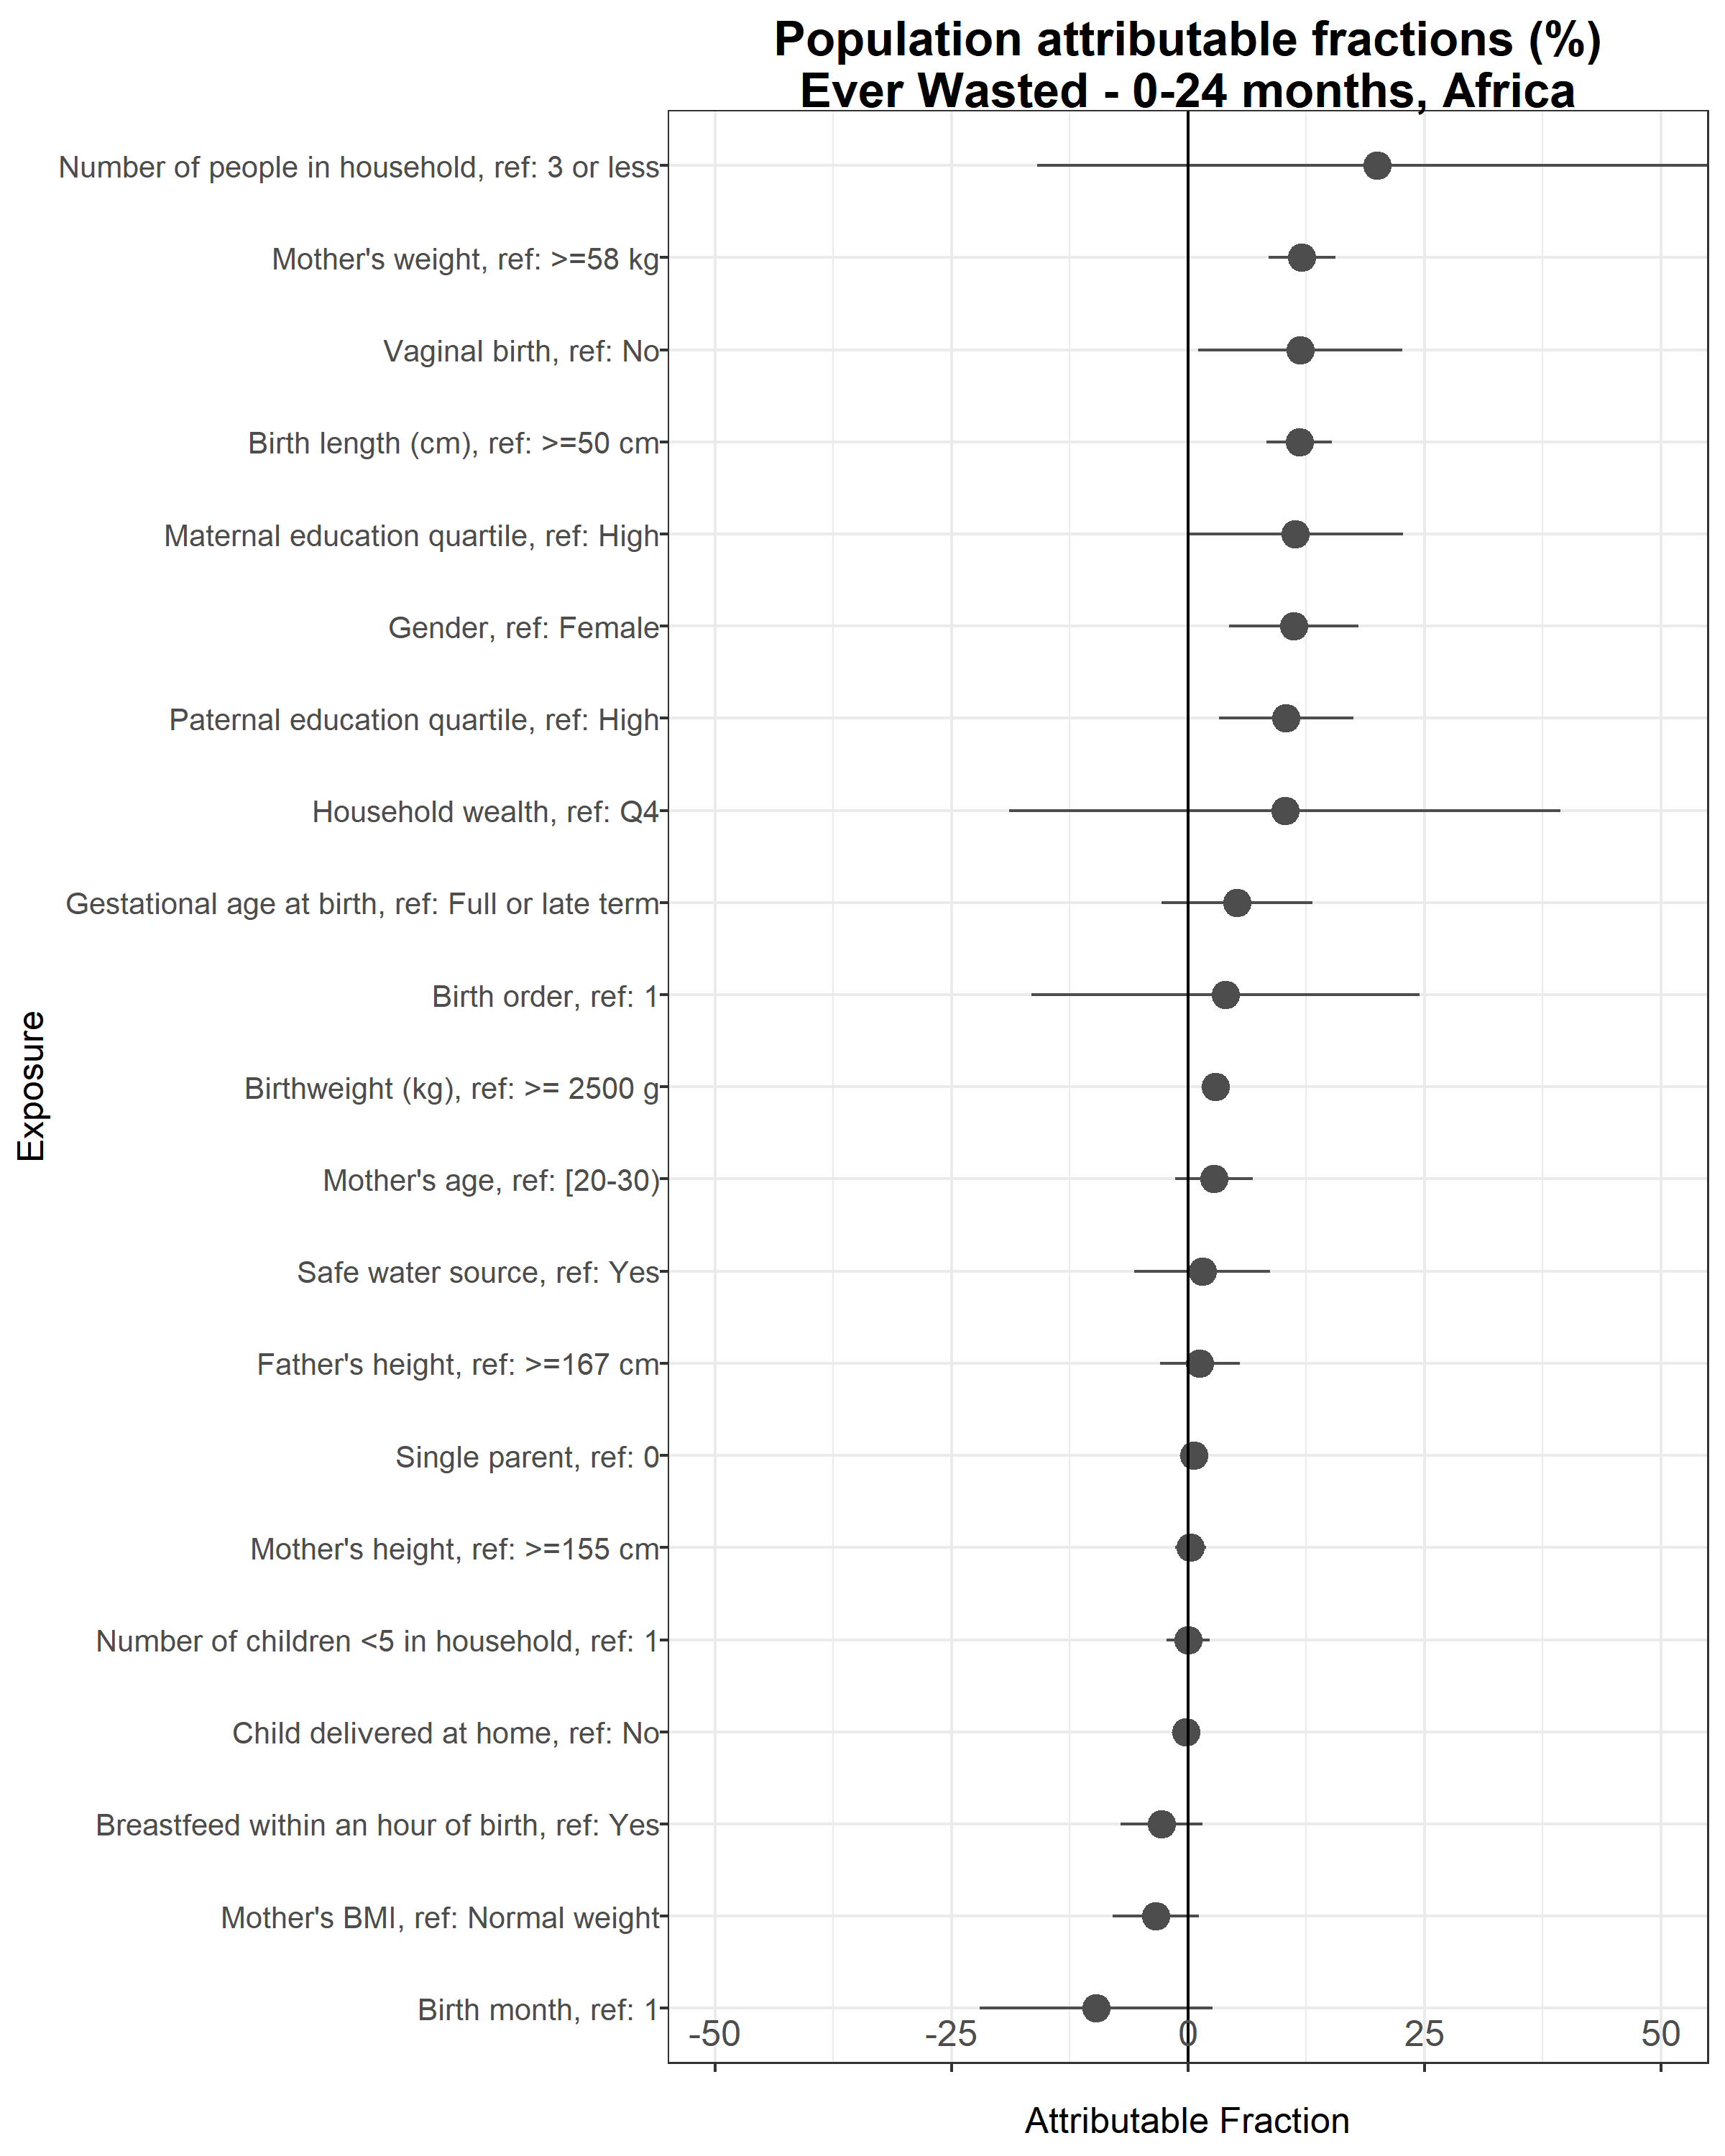 Population attributable fractions (%)
Ever Wasted - 0-24 months, Africa
Number of people in household, ref: 3 or less
Mother's weight, ref: >=58 kg
Vaginal birth, ref: No
Birth length (cm), ref: >=50 cm
Maternal education quartile, ref: High
Gender, ref: Female
Paternal education quartile, ref: High
Household wealth, ref: Q4
Gestational age at birth, ref: Full or late term
Birth order, ref: 1
Birthweight (kg), ref: >= 2500 g
Mother's age, ref: [20-30)
Safe water source, ref: Yes
Father's height, ref: >=167 cm
Single parent, ref: 0
Mother's height, ref: >=155 cm
Number of children <5 in household, ref: 1
Child delivered at home, ref: No
Breastfeed within an hour of birth, ref: Yes
Mother's BMI, ref: Normal weight
Birth month, ref: 1
Exposure
-50 -25 0 25 50
Attributable Fraction